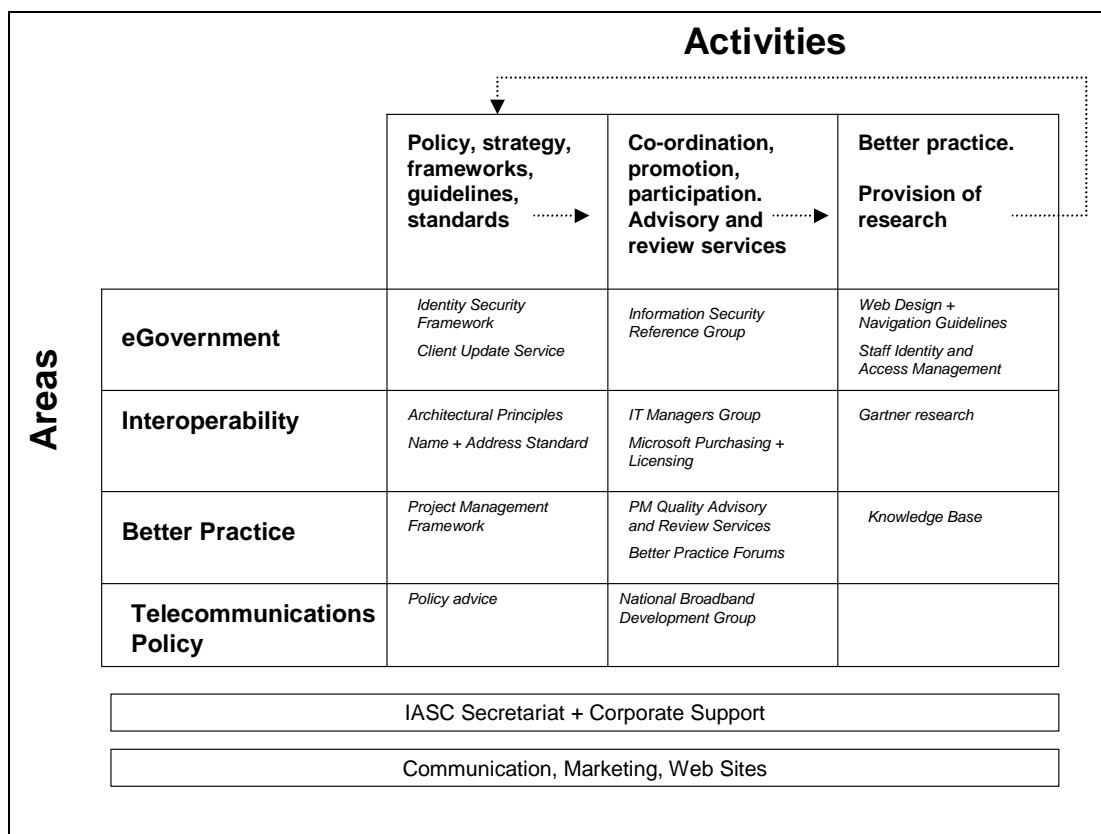 Activities
Policy, strategy,
frameworks,
guidelines,
standards
Co-ordination,
promotion,
participation.
Advisory and
review services
Better practice.
Provision of
research
Areas
eGovernment
Identity Security
Framework
Client Update Service
Information Security
Reference Group
Web Design +
Navigation Guidelines
Staff Identity and
Access Management
Interoperability
Architectural Principles
Name + Address Standard
IT Managers Group
Microsoft Purchasing +
Licensing
Gartner research
Better Practice
Project Management
Framework
PM Quality Advisory
and Review Services
Better Practice Forums
Knowledge Base
Telecommunications
Policy
Policy advice
National Broadband
Development Group
IASC Secretariat + Corporate Support
Communication, Marketing, Web Sites